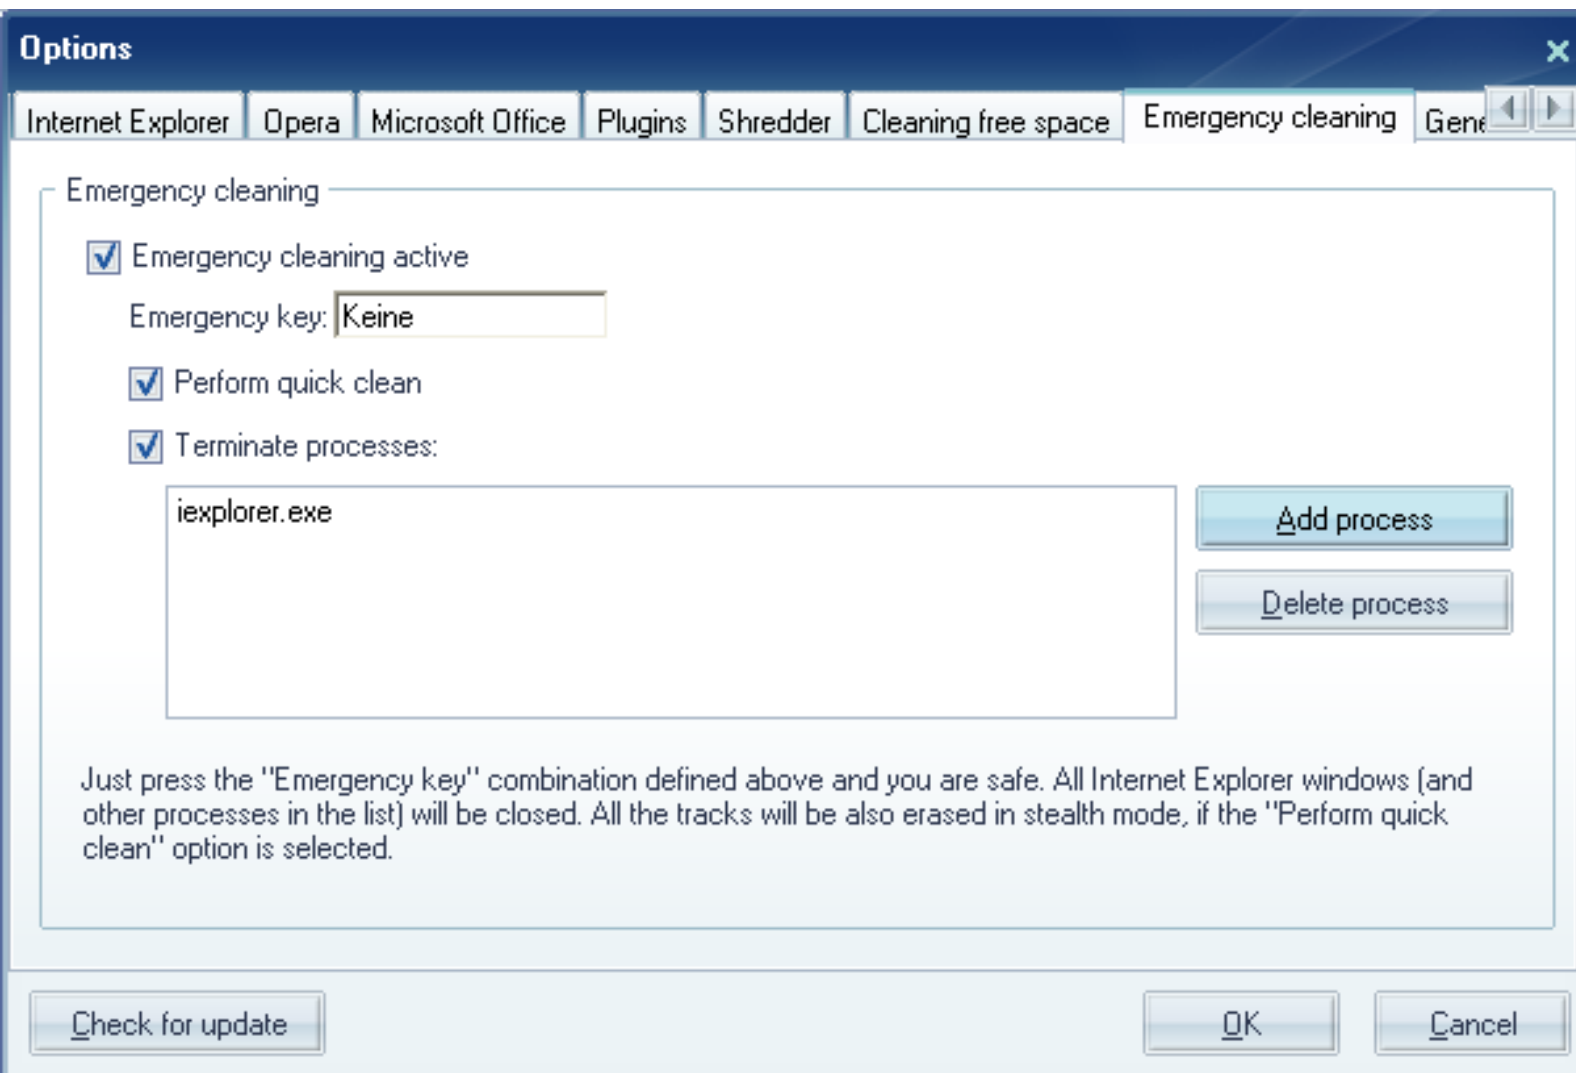 Options
Internet Explorer Opera Microsoft Office Plugins Shredder Cleaning free space Emergency cleaning Gene
Emergency cleaning
Emergency cleaning active
Emergency key: Keine
Perform quick clean
Terminate processes:
iexplorer.exe
Add process
Delete process
Just press the "Emergency key" combination defined above and you are safe. All Internet Explorer windows (and
other processes in the list) will be closed. All the tracks will be also erased in stealth mode, if the "Perform quick
clean" option is selected.
Check for update OK Cancel